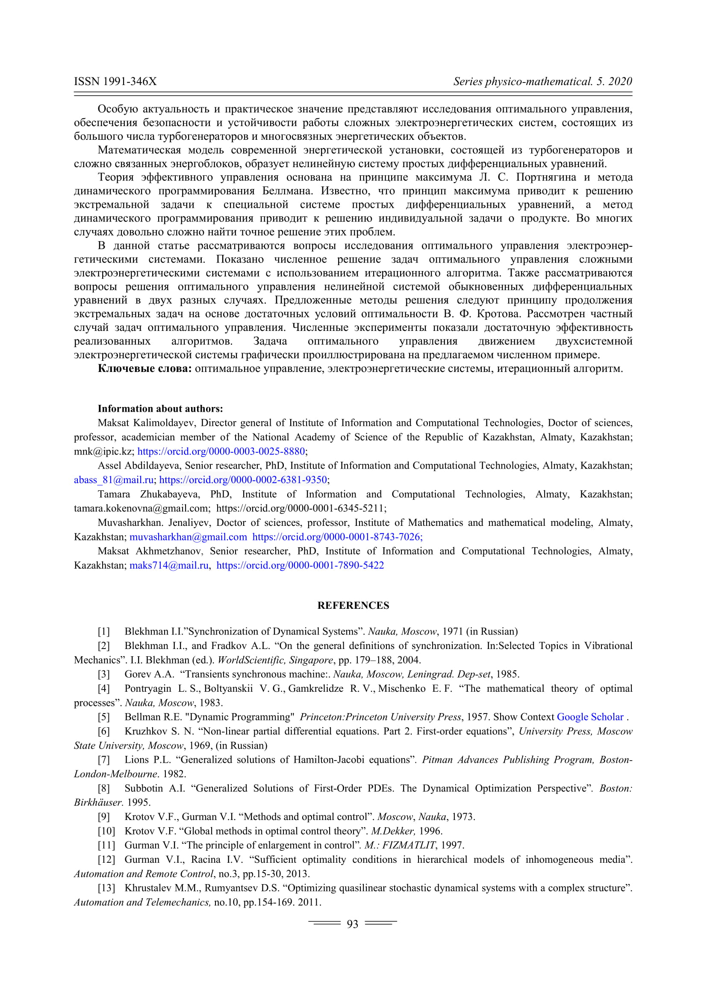 ISSN 1991-346X
Series physico-mathematical. 5. 2020
Особую актуальность и практическое значение представляют исследования оптимального управления,
обеспечения безопасности и устойчивости работы сложных электроэнергетических систем, состоящих из
большого числа турбогенераторов и многосвязных энергетических объектов.
Математическая модель современной энергетической установки, состоящей из турбогенераторов и
сложно связанных энергоблоков, образует нелинейную систему простых дифференциальных уравнений.
Теория эффективного управления основана на принципе максимума Л. С. Портнягина и метода
динамического программирования Беллмана. Известно, что принцип максимума приводит к решению
экстремальной задачи к специальной системе простых дифференциальных уравнений, а метод
динамического программирования приводит к решению индивидуальной задачи о продукте. Во многих
случаях довольно сложно найти точное решение этих проблем.
В данной статье рассматриваются вопросы исследования оптимального управления электроэнер-
гетическими системами. Показано численное решение задач оптимального управления сложными
электроэнергетическими системами с использованием итерационного алгоритма. Также рассматриваются
вопросы решения оптимального управления нелинейной системой обыкновенных дифференциальных
уравнений в двух разных случаях. Предложенные методы решения следуют принципу продолжения
экстремальных задач на основе достаточных условий оптимальности В. Ф. Кротова. Рассмотрен частный
случай задач оптимального управления. Численные эксперименты показали достаточную эффективность
реализованных алгоритмов. Задача оптимального управления движением двухсистемной
электроэнергетической системы графически проиллюстрирована на предлагаемом численном примере.
Ключевые слова: оптимальное управление, электроэнергетические системы, итерационный алгоритм.
Information about authors:
Maksat Kalimoldayev, Director general of Institute of Information and Computational Technologies, Doctor of sciences,
professor, academician member of the National Academy of Science of the Republic of Kazakhstan, Almaty, Kazakhstan;
mnk@ipic.kz; https://orcid.org/0000-0003-0025-8880;
Assel Abdildayeva, Senior researcher, PhD, Institute of Information and Computational Technologies, Almaty, Kazakhstan;
abass_81@mail.ru; https://orcid.org/0000-0002-6381-9350;
Tamara Zhukabayeva, PhD, Institute of Information and Computational Technologies, Almaty, Kazakhstan;
tamara.kokenovna@gmail.com; https://orcid.org/0000-0001-6345-5211;
Muvasharkhan. Jenaliyev, Doctor of sciences, professor, Institute of Mathematics and mathematical modeling, Almaty,
Kazakhstan; muvasharkhan@gmail.com https://orcid.org/0000-0001-8743-7026;
Maksat Akhmetzhanov, Senior researcher, PhD, Institute of Information and Computational Technologies, Almaty,
Kazakhstan; maks714@mail.ru, https://orcid.org/0000-0001-7890-5422
REFERENCES
[1] Blekhman I.I.”Synchronization of Dynamical Systems”. Nauka, Moscow, 1971 (in Russian)
[2] Blekhman I.I., and Fradkov A.L. “On the general definitions of synchronization. In:Selected Topics in Vibrational
Mechanics”. I.I. Blekhman (ed.). WorldScientific, Singapore, pp. 179–188, 2004.
[3] Gorev A.A. “Transients synchronous machine:. Nauka, Moscow, Leningrad. Dep-set, 1985.
[4] Pontryagin L. S., Boltyanskii V. G., Gamkrelidze R. V., Mischenko E. F. “The mathematical theory of optimal
processes”. Nauka, Moscow, 1983.
[5] Bellman R.E. "Dynamic Programming" Princeton:Princeton University Press, 1957. Show Context Google Scholar .
[6] Kruzhkov S. N. “Non-linear partial differential equations. Part 2. First-order equations”, University Press, Moscow
State University, Moscow, 1969, (in Russian)
[7] Lions P.L. “Generalized solutions of Hamilton-Jacobi equations”. Pitman Advances Publishing Program, Boston-
London-Melbourne. 1982.
[8] Subbotin A.I. “Generalized Solutions of First-Order PDEs. The Dynamical Optimization Perspective”. Boston:
Birkhäuser. 1995.
[9] Krotov V.F., Gurman V.I. “Methods and optimal control”. Moscow, Nauka, 1973.
[10] Krotov V.F. “Global methods in optimal control theory”. M.Dekker, 1996.
[11] Gurman V.I. “The principle of enlargement in control”. M.: FIZMATLIT, 1997.
[12] Gurman V.I., Racina I.V. “Sufficient optimality conditions in hierarchical models of inhomogeneous media”.
Automation and Remote Control, no.3, pp.15-30, 2013.
[13] Khrustalev M.M., Rumyantsev D.S. “Optimizing quasilinear stochastic dynamical systems with a complex structure”.
Automation and Telemechanics, no.10, pp.154-169. 2011.
93